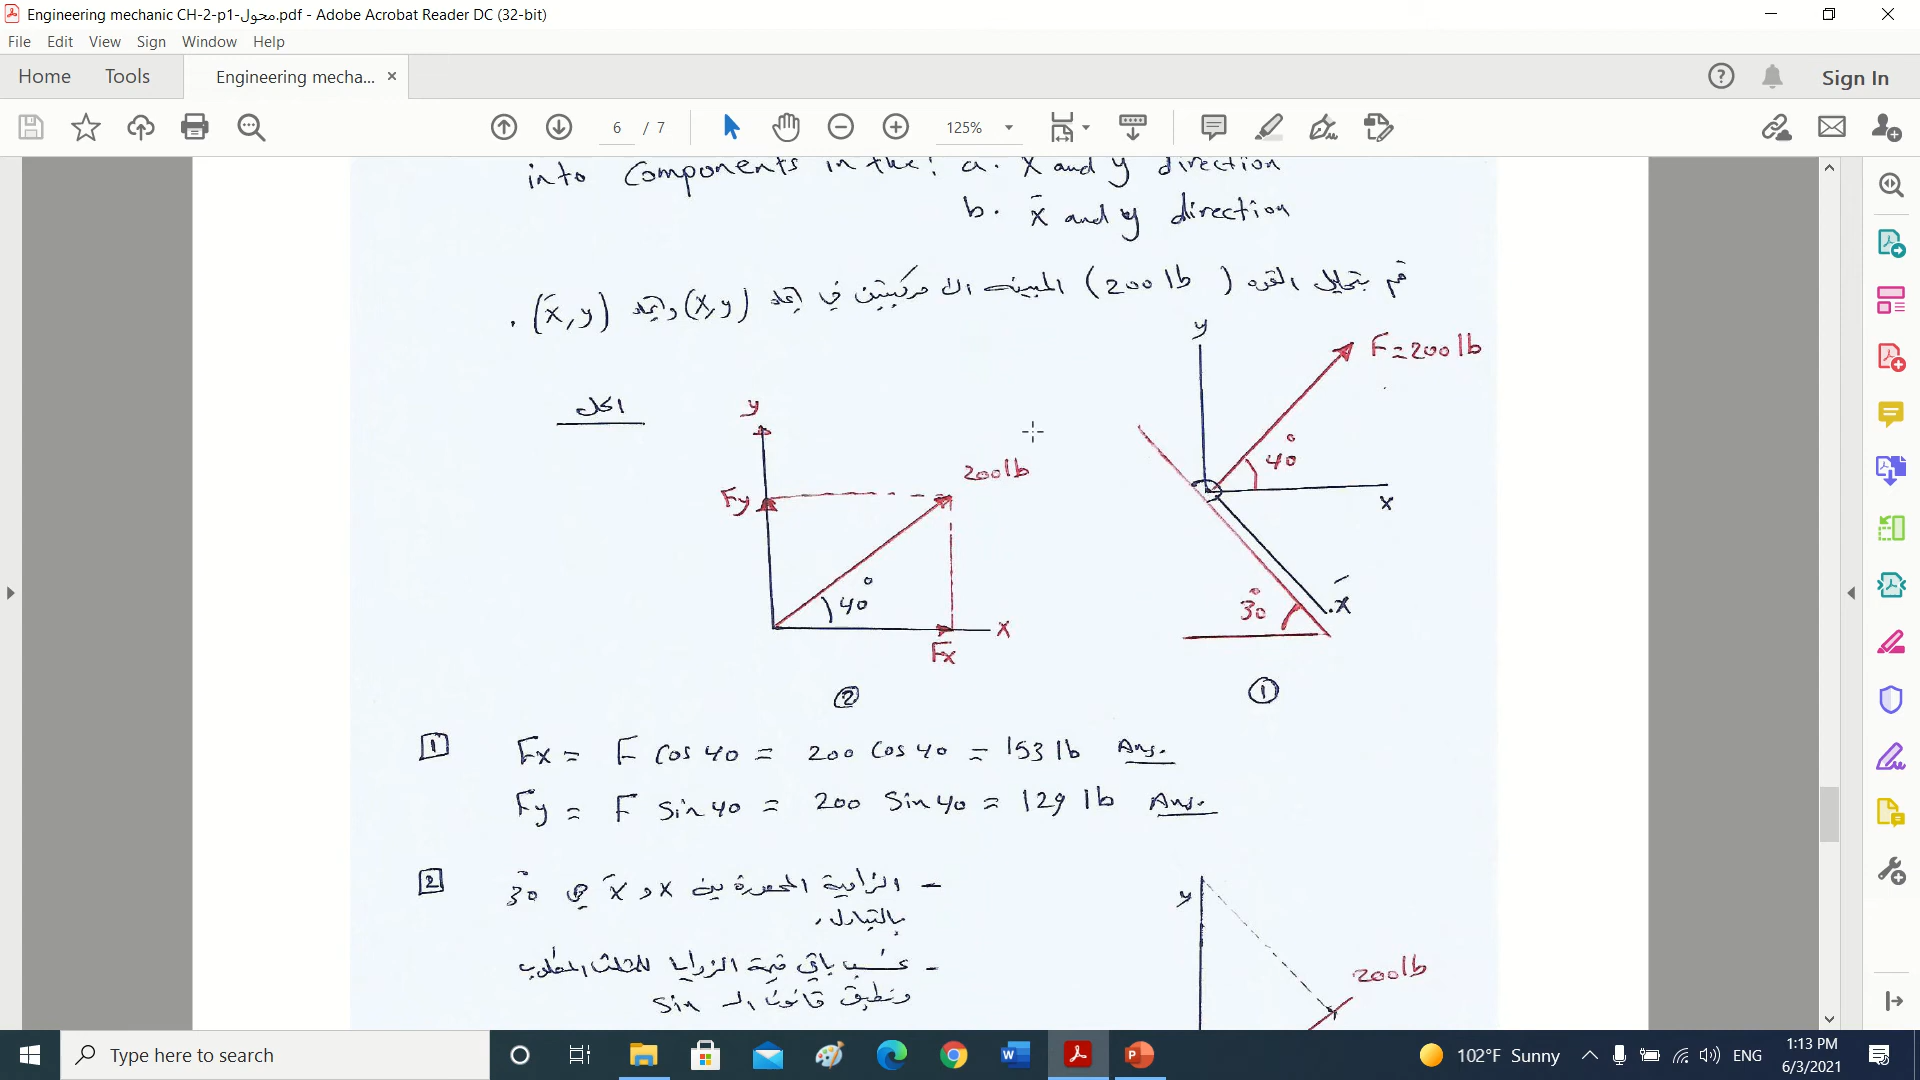 Engineering mechanic CH-2-p1-محول.pdf - Adobe Acrobat Reader DC (32-bit)
File Edit View Sign Window Help
Home Tools Engineering mecha... × Sign In
6 / 7 125%
into Components in the : a. X and y direction
b. x̄ and y direction
قم بتحليل القوه (200 lb) المبينه الى مركبتين في اتجاه (x,y) واتجاه (x̄,y) .
y
F=200 lb
40°
x
30°
x̄
①
الحل
y
200lb
Fy
40°
x
Fx
②
1 Fx = F Cos 40 = 200 Cos 40 = 153 lb Ans.
Fy = F Sin 40 = 200 Sin 40 = 129 lb Ans.
2 - الزاوية المحصورة بين x و x̄ هي 30°
بالتبادل.
- نحسب باقي قيمة الزوايا للمثلث المطلوب
ونطبق قانون الـ Sin
y
200lb
Type here to search
102°F Sunny
ENG
1:13 PM
6/3/2021